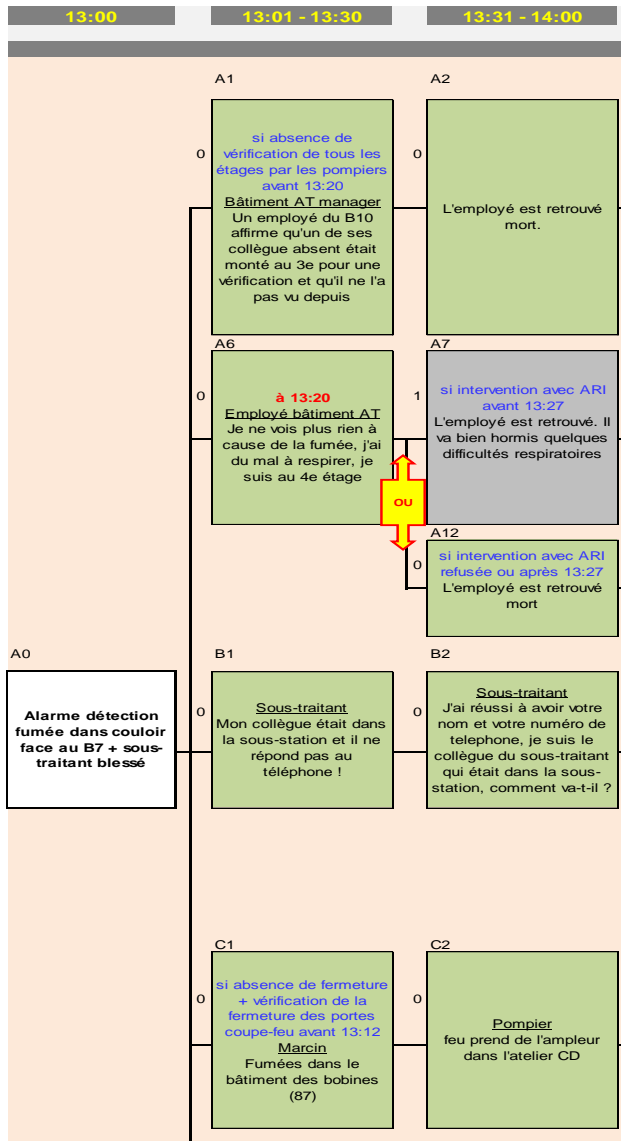 13:00
13:01 - 13:30
13:31 - 14:00
A1
A2
0
si absence de
vérification de tous les
étages par les pompiers
avant 13:20
Bâtiment AT manager
Un employé du B10
affirme qu'un de ses
collègue absent était
monté au 3e pour une
vérification et qu'il ne l'a
pas vu depuis
0
L'employé est retrouvé
mort.
A6
A7
0
à 13:20
Employé bâtiment AT
Je ne vois plus rien à
cause de la fumée, j'ai
du mal à respirer, je
suis au 4e étage
1
si intervention avec ARI
avant 13:27
L'employé est retrouvé. Il
va bien hormis quelques
difficultés respiratoires
OU
A12
0
si intervention avec ARI
refusée ou après 13:27
L'employé est retrouvé
mort
A0
B1
B2
Alarme détection
fumée dans couloir
face au B7 + sous-
traitant blessé
0
Sous-traitant
Mon collègue était dans
la sous-station et il ne
répond pas au
téléphone !
0
Sous-traitant
J'ai réussi à avoir votre
nom et votre numéro de
telephone, je suis le
collègue du sous-traitant
qui était dans la sous-
station, comment va-t-il ?
C1
C2
0
si absence de fermeture
+ vérification de la
fermeture des portes
coupe-feu avant 13:12
Marcin
Fumées dans le
bâtiment des bobines
(87)
0
Pompier
feu prend de l'ampleur
dans l'atelier CD